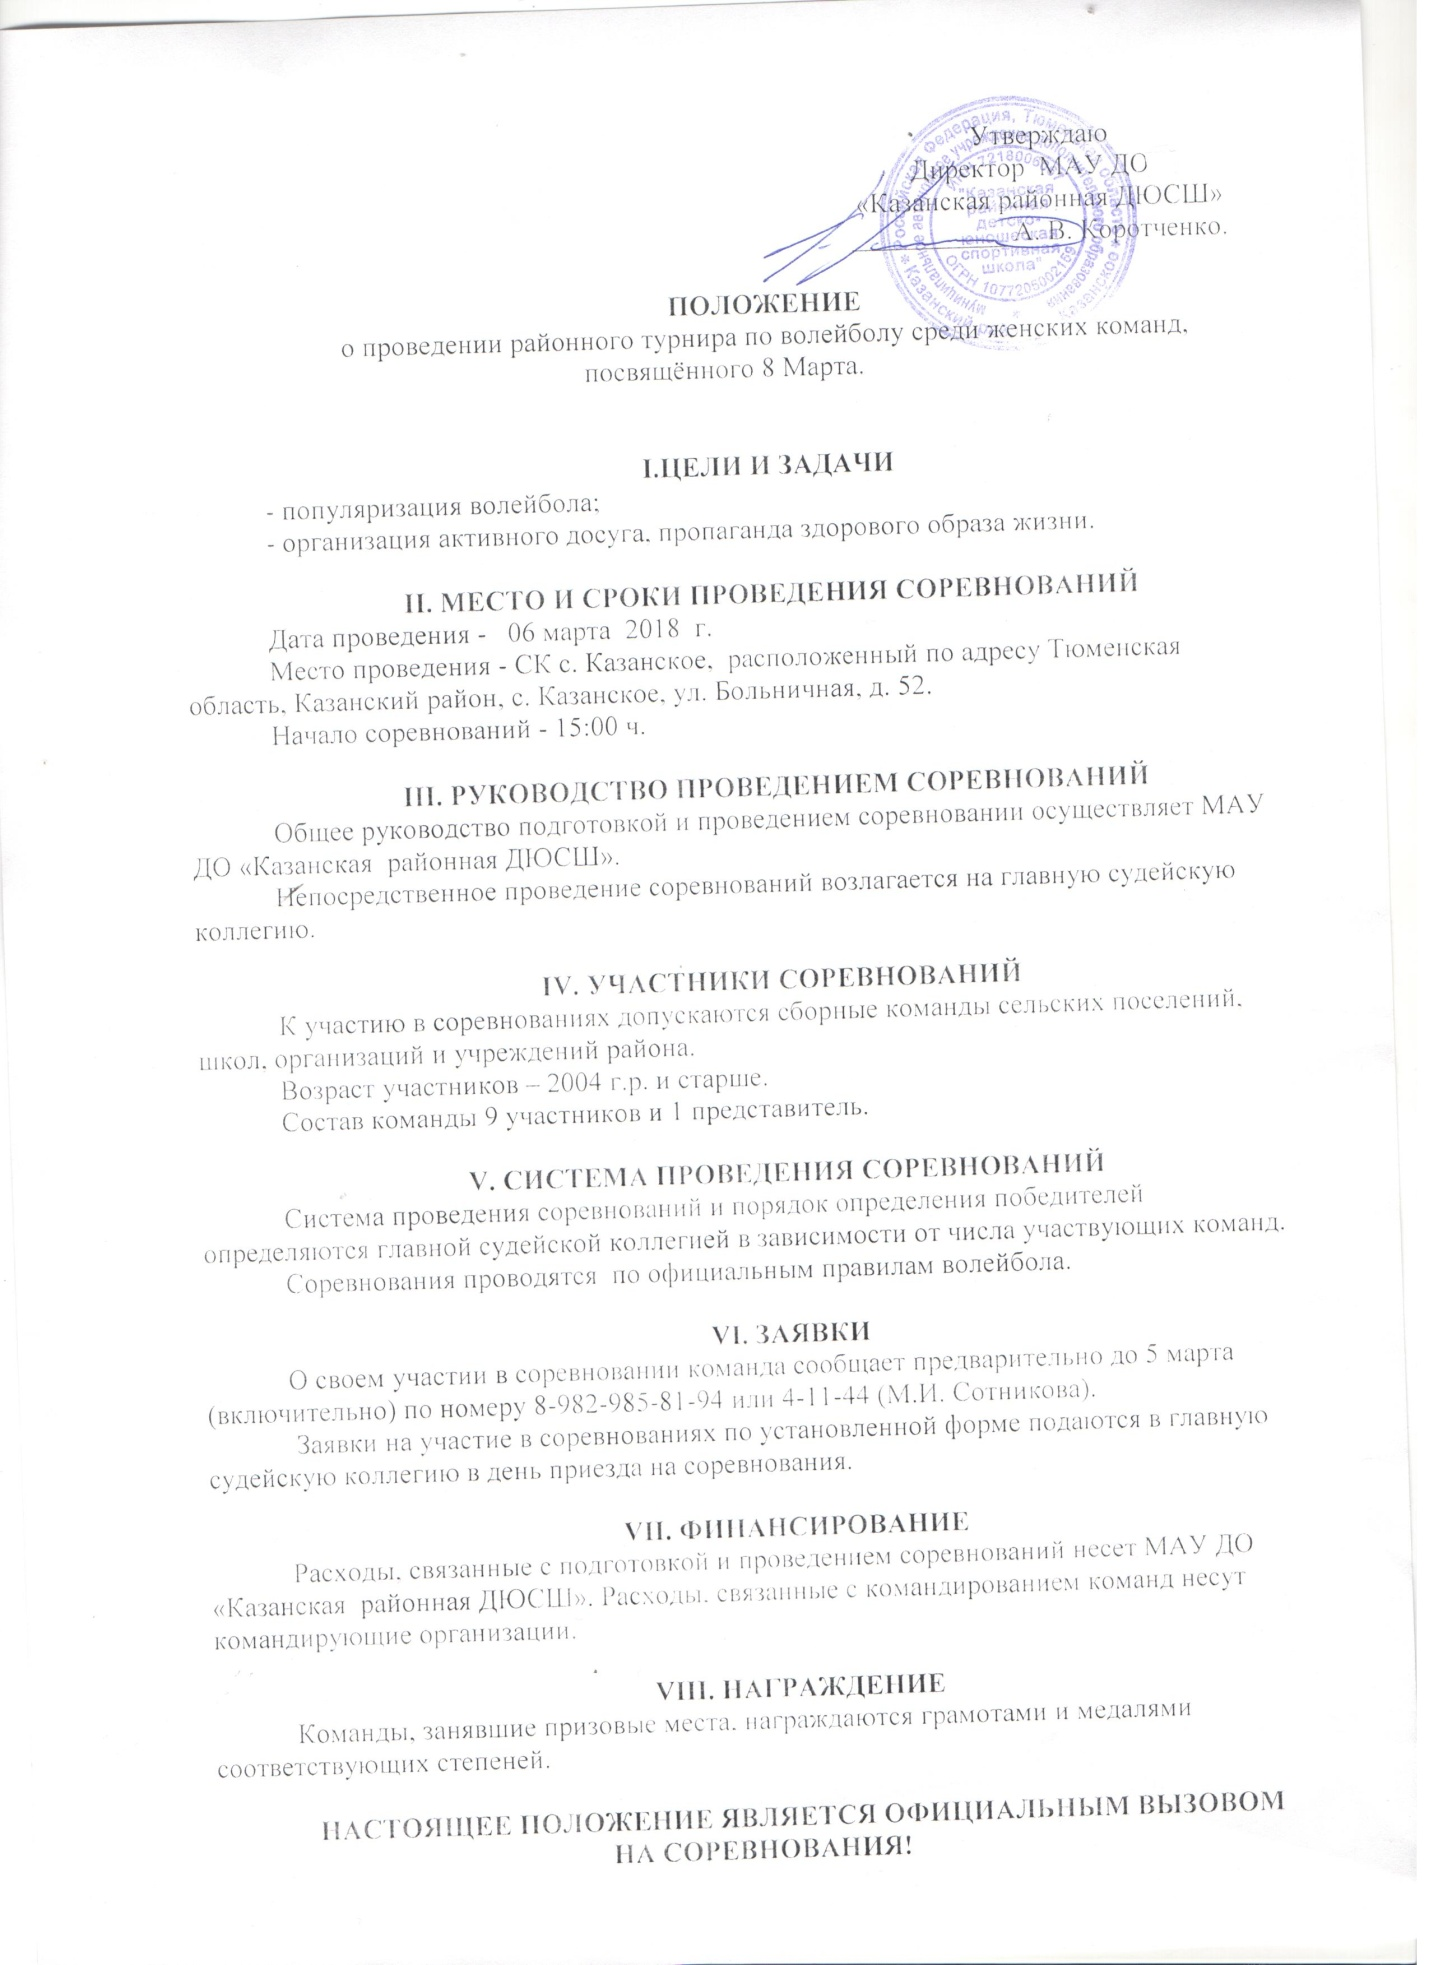 Утверждаю
Директор МАУ ДО
«Казанская районная ДЮСШ»
А. В. Коротченко.
"Казанская
районная
детско-
юношеская
спортивная
школа"
ОГРН 1077205002159
ПОЛОЖЕНИЕ
о проведении районного турнира по волейболу среди женских команд,
посвящённого 8 Марта.
I.ЦЕЛИ И ЗАДАЧИ
- популяризация волейбола;
- организация активного досуга, пропаганда здорового образа жизни.
II. МЕСТО И СРОКИ ПРОВЕДЕНИЯ СОРЕВНОВАНИЙ
Дата проведения - 06 марта 2018 г.
Место проведения - СК с. Казанское, расположенный по адресу Тюменская
область, Казанский район, с. Казанское, ул. Больничная, д. 52.
Начало соревнований - 15:00 ч.
III. РУКОВОДСТВО ПРОВЕДЕНИЕМ СОРЕВНОВАНИЙ
Общее руководство подготовкой и проведением соревновании осуществляет МАУ
ДО «Казанская районная ДЮСШ».
Непосредственное проведение соревнований возлагается на главную судейскую
коллегию.
IV. УЧАСТНИКИ СОРЕВНОВАНИЙ
К участию в соревнованиях допускаются сборные команды сельских поселений,
школ, организаций и учреждений района.
Возраст участников – 2004 г.р. и старше.
Состав команды 9 участников и 1 представитель.
V. СИСТЕМА ПРОВЕДЕНИЯ СОРЕВНОВАНИЙ
Система проведения соревнований и порядок определения победителей
определяются главной судейской коллегией в зависимости от числа участвующих команд.
Соревнования проводятся по официальным правилам волейбола.
VI. ЗАЯВКИ
О своем участии в соревновании команда сообщает предварительно до 5 марта
(включительно) по номеру 8-982-985-81-94 или 4-11-44 (М.И. Сотникова).
Заявки на участие в соревнованиях по установленной форме подаются в главную
судейскую коллегию в день приезда на соревнования.
VII. ФИНАНСИРОВАНИЕ
Расходы, связанные с подготовкой и проведением соревнований несет МАУ ДО
«Казанская районная ДЮСШ». Расходы, связанные с командированием команд несут
командирующие организации.
VIII. НАГРАЖДЕНИЕ
Команды, занявшие призовые места, награждаются грамотами и медалями
соответствующих степеней.
НАСТОЯЩЕЕ ПОЛОЖЕНИЕ ЯВЛЯЕТСЯ ОФИЦИАЛЬНЫМ ВЫЗОВОМ
НА СОРЕВНОВАНИЯ!